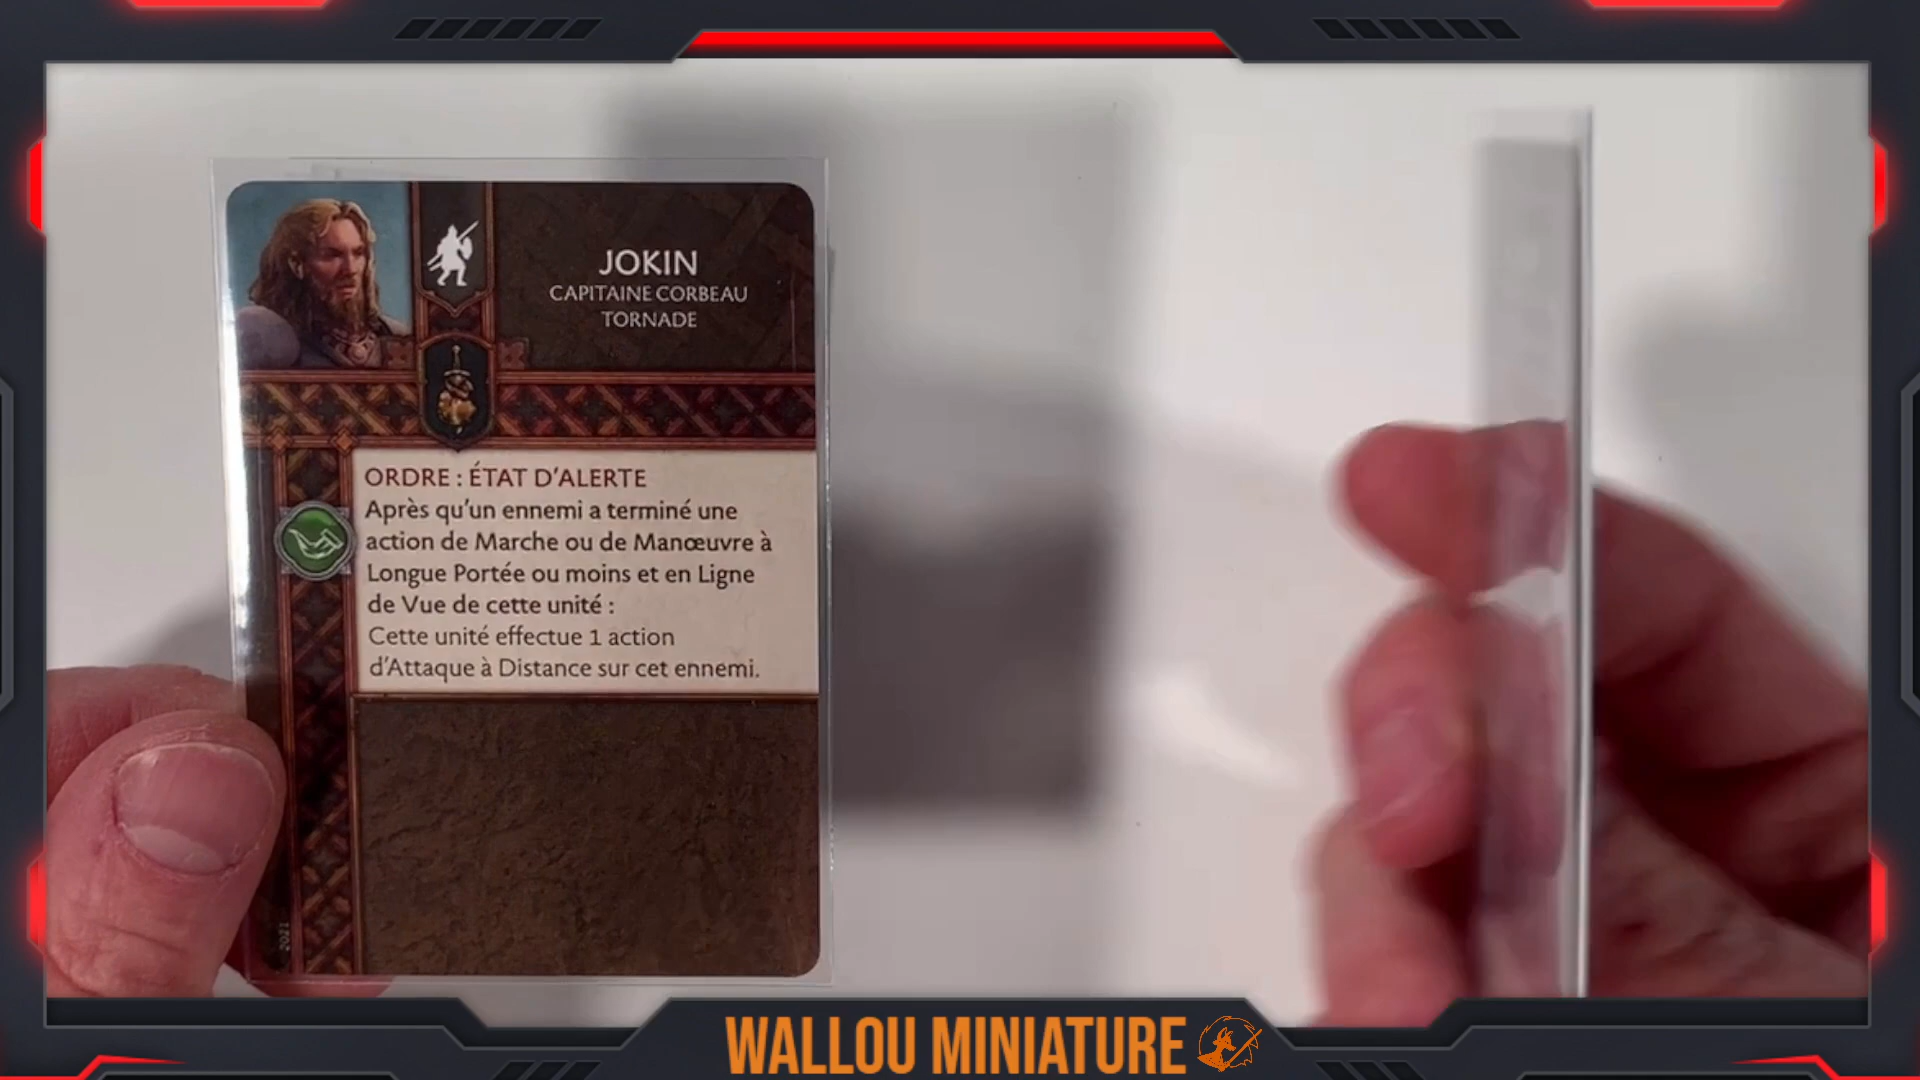 JOKIN
CAPITAINE CORBEAU
TORNADE
ORDRE : ÉTAT D'ALERTE
Après qu'un ennemi a terminé une
action de Marche ou de Manœuvre à
Longue Portée ou moins et en Ligne
de Vue de cette unité :
Cette unité effectue 1 action
d'Attaque à Distance sur cet ennemi.
2021
WALLOU MINIATURE